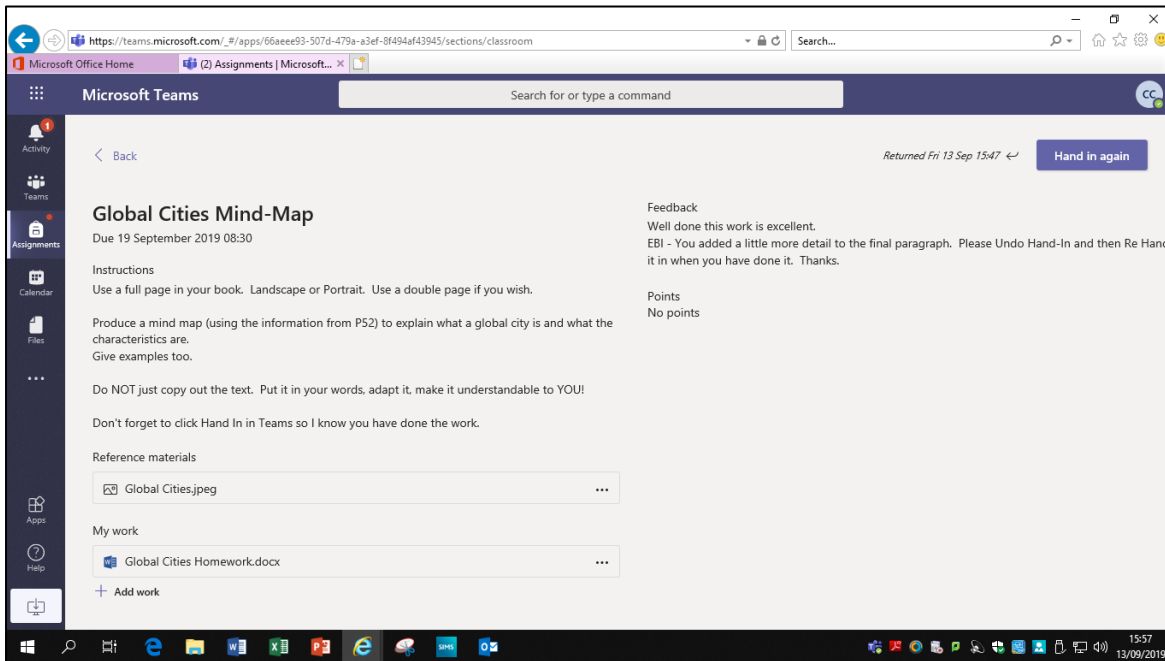 https://teams.microsoft.com/_#/apps/66aeee93-507d-479a-a3ef-8f494af43945/sections/classroom
Search...
Microsoft Office Home
(2) Assignments | Microsoft...
Microsoft Teams
Search for or type a command
CC
1
Activity
Back
Returned Fri 13 Sep 15:47
Hand in again
Teams
Global Cities Mind-Map
Due 19 September 2019 08:30
Assignments
Instructions
Use a full page in your book. Landscape or Portrait. Use a double page if you wish.
Calendar
Produce a mind map (using the information from P52) to explain what a global city is and what the
characteristics are.
Give examples too.
Files
Do NOT just copy out the text. Put it in your words, adapt it, make it understandable to YOU!
Don't forget to click Hand In in Teams so I know you have done the work.
Reference materials
Global Cities.jpeg
My work
Global Cities Homework.docx
Add work
Feedback
Well done this work is excellent.
EBI - You added a little more detail to the final paragraph. Please Undo Hand-In and then Re Hand
it in when you have done it. Thanks.
Points
No points
Apps
Help
SIMS
15:57
13/09/2019